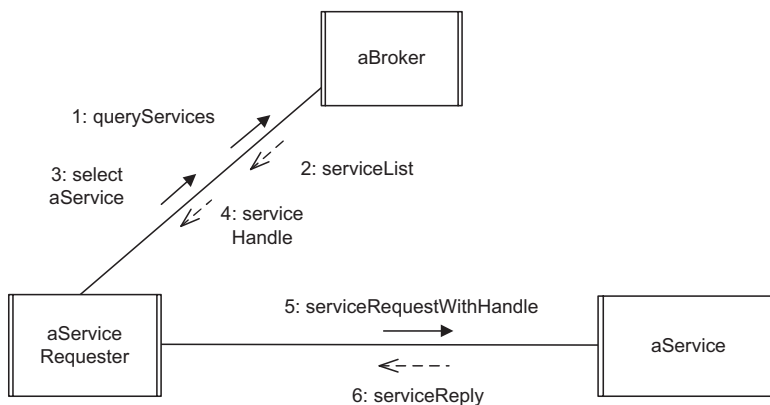 aBroker
1: queryServices
2: serviceList
3: select
aService
4: service
Handle
aService
Requester
5: serviceRequestWithHandle
aService
6: serviceReply